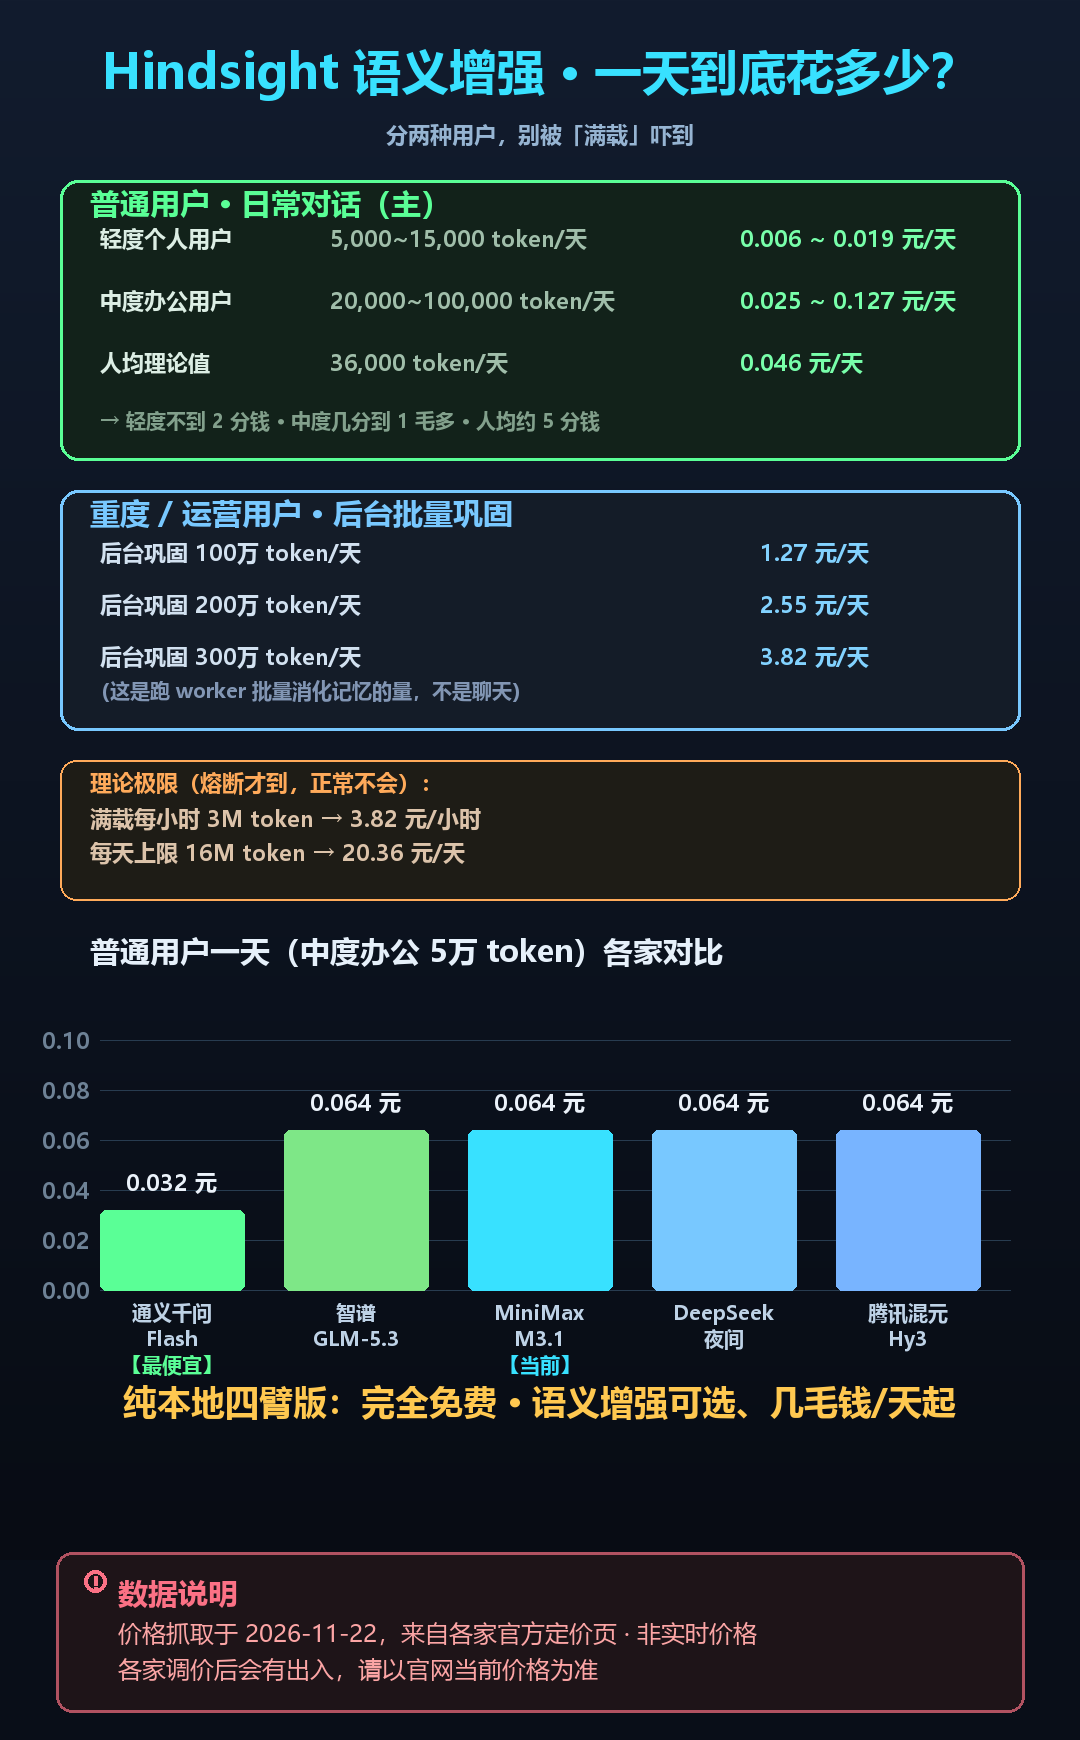 Hindsight 语义增强 · 一天到底花多少?
分两种用户，别被「满载」吓到
普通用户 · 日常对话（主）
轻度个人用户 5,000~15,000 token/天 0.006 ~ 0.019 元/天
中度办公用户 20,000~100,000 token/天 0.025 ~ 0.127 元/天
人均理论值 36,000 token/天 0.046 元/天
→ 轻度不到 2 分钱 · 中度几分到 1 毛多 · 人均约 5 分钱
重度 / 运营用户 · 后台批量巩固
后台巩固 100万 token/天 1.27 元/天
后台巩固 200万 token/天 2.55 元/天
后台巩固 300万 token/天 3.82 元/天
(这是跑 worker 批量消化记忆的量，不是聊天)
理论极限（熔断才到，正常不会）:
满载每小时 3M token → 3.82 元/小时
每天上限 16M token → 20.36 元/天
普通用户一天（中度办公 5万 token）各家对比
0.10
0.08
0.06
0.04
0.02
0.00
0.032 元
0.064 元
0.064 元
0.064 元
0.064 元
通义千问
Flash
【最便宜】
智谱
GLM-5.3
MiniMax
M3.1
【当前】
DeepSeek
夜间
腾讯混元
Hy3
纯本地四臂版：完全免费 · 语义增强可选、几毛钱/天起
数据说明
价格抓取于 2026-11-22，来自各家官方定价页 · 非实时价格
各家调价后会有出入，请以官网当前价格为准